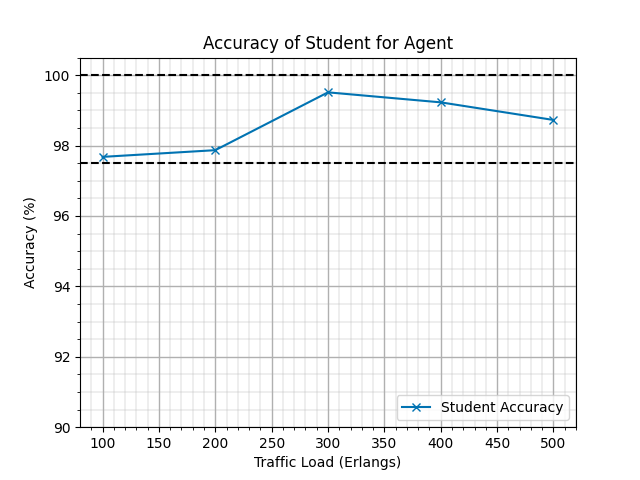 Accuracy of Student for Agent
100
98
96
94
92
90
Accuracy (%)
100 150 200 250 300 350 400 450 500
Traffic Load (Erlangs)
Student Accuracy